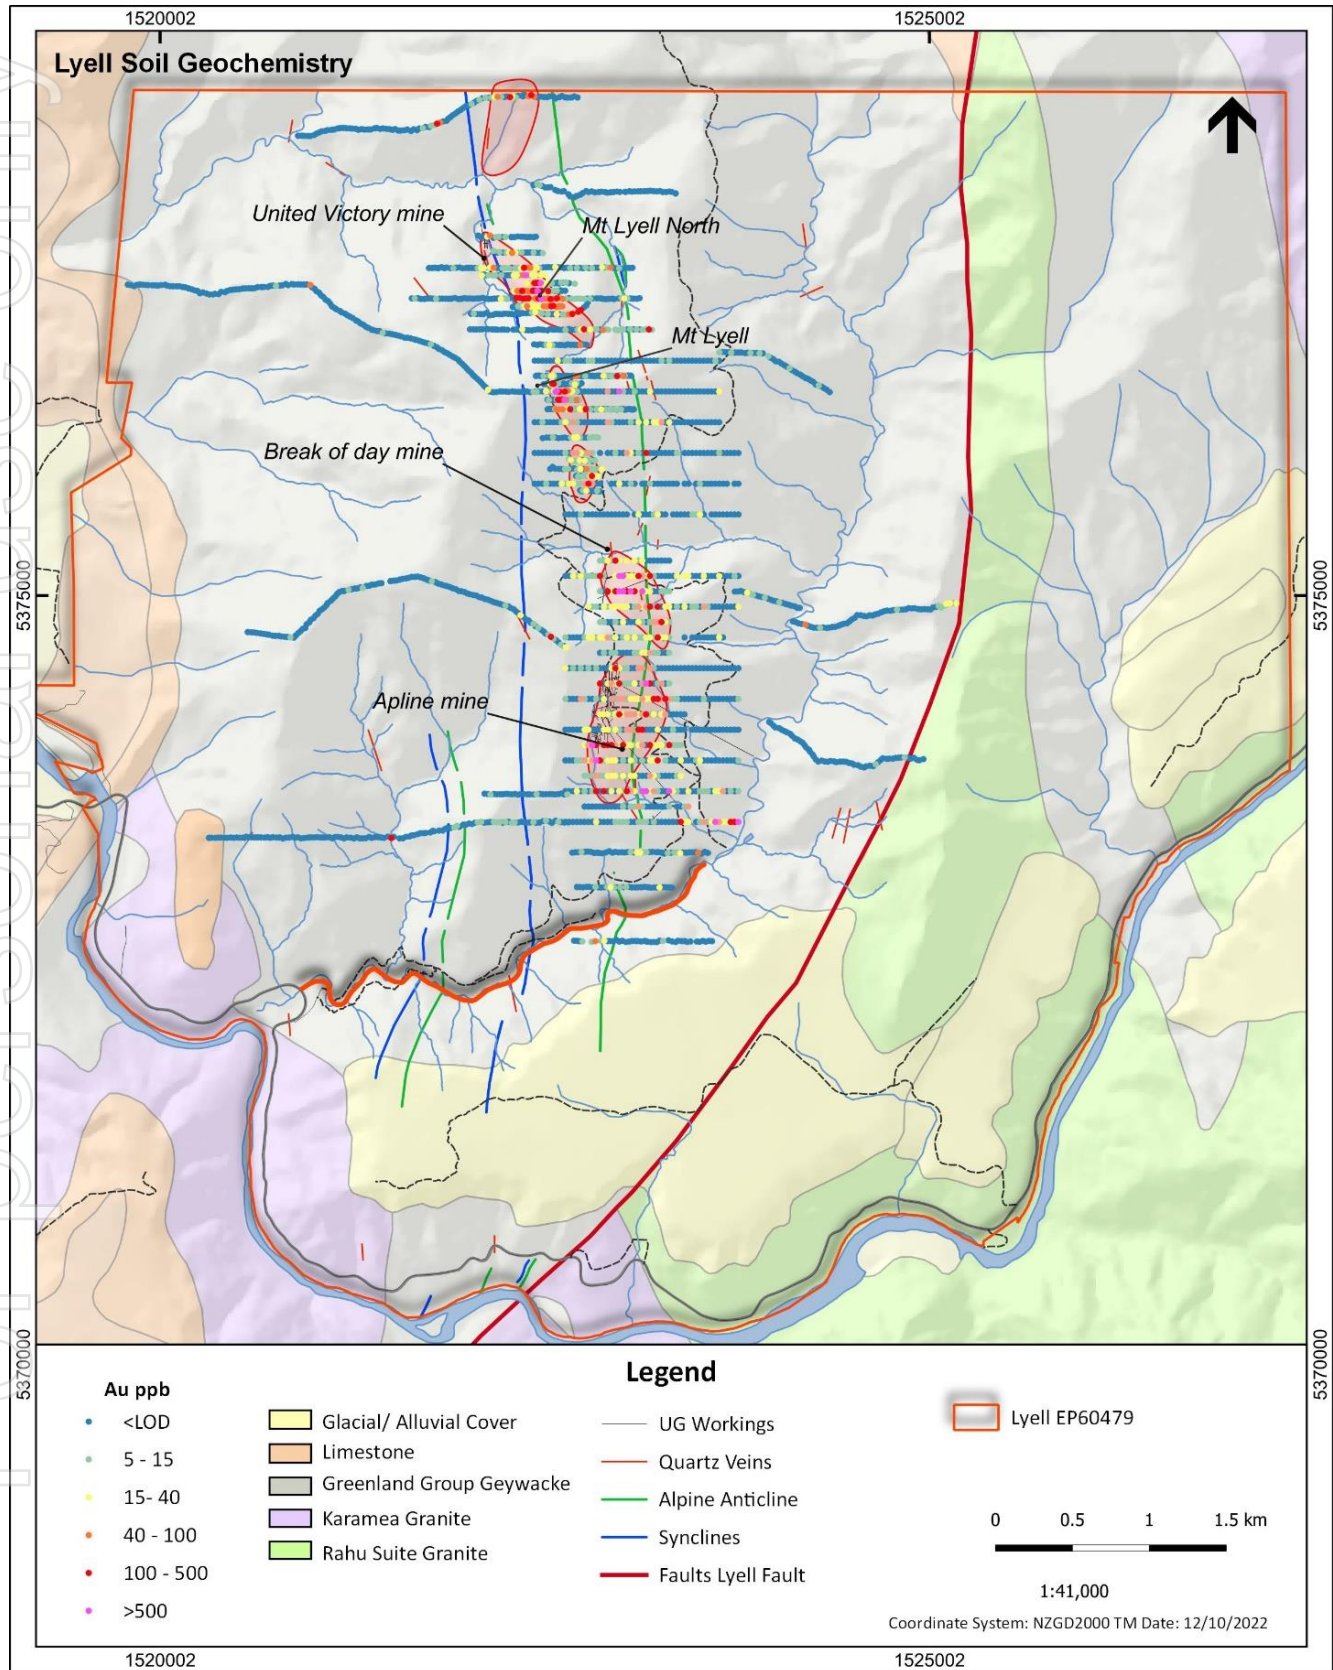 1520002
1525002
Lyell Soil Geochemistry
United Victory mine
Mt Lyell North
Mt Lyell
Break of day mine
5375000
5375000
Apline mine
5370000
5370000
Legend
Au ppb
<LOD
5 - 15
15- 40
40 - 100
100 - 500
>500
Glacial/ Alluvial Cover
Limestone
Greenland Group Geywacke
Karamea Granite
Rahu Suite Granite
UG Workings
Quartz Veins
Alpine Anticline
Synclines
Faults Lyell Fault
Lyell EP60479
0 0.5 1 1.5 km
1:41,000
Coordinate System: NZGD2000 TM Date: 12/10/2022
1520002
1525002